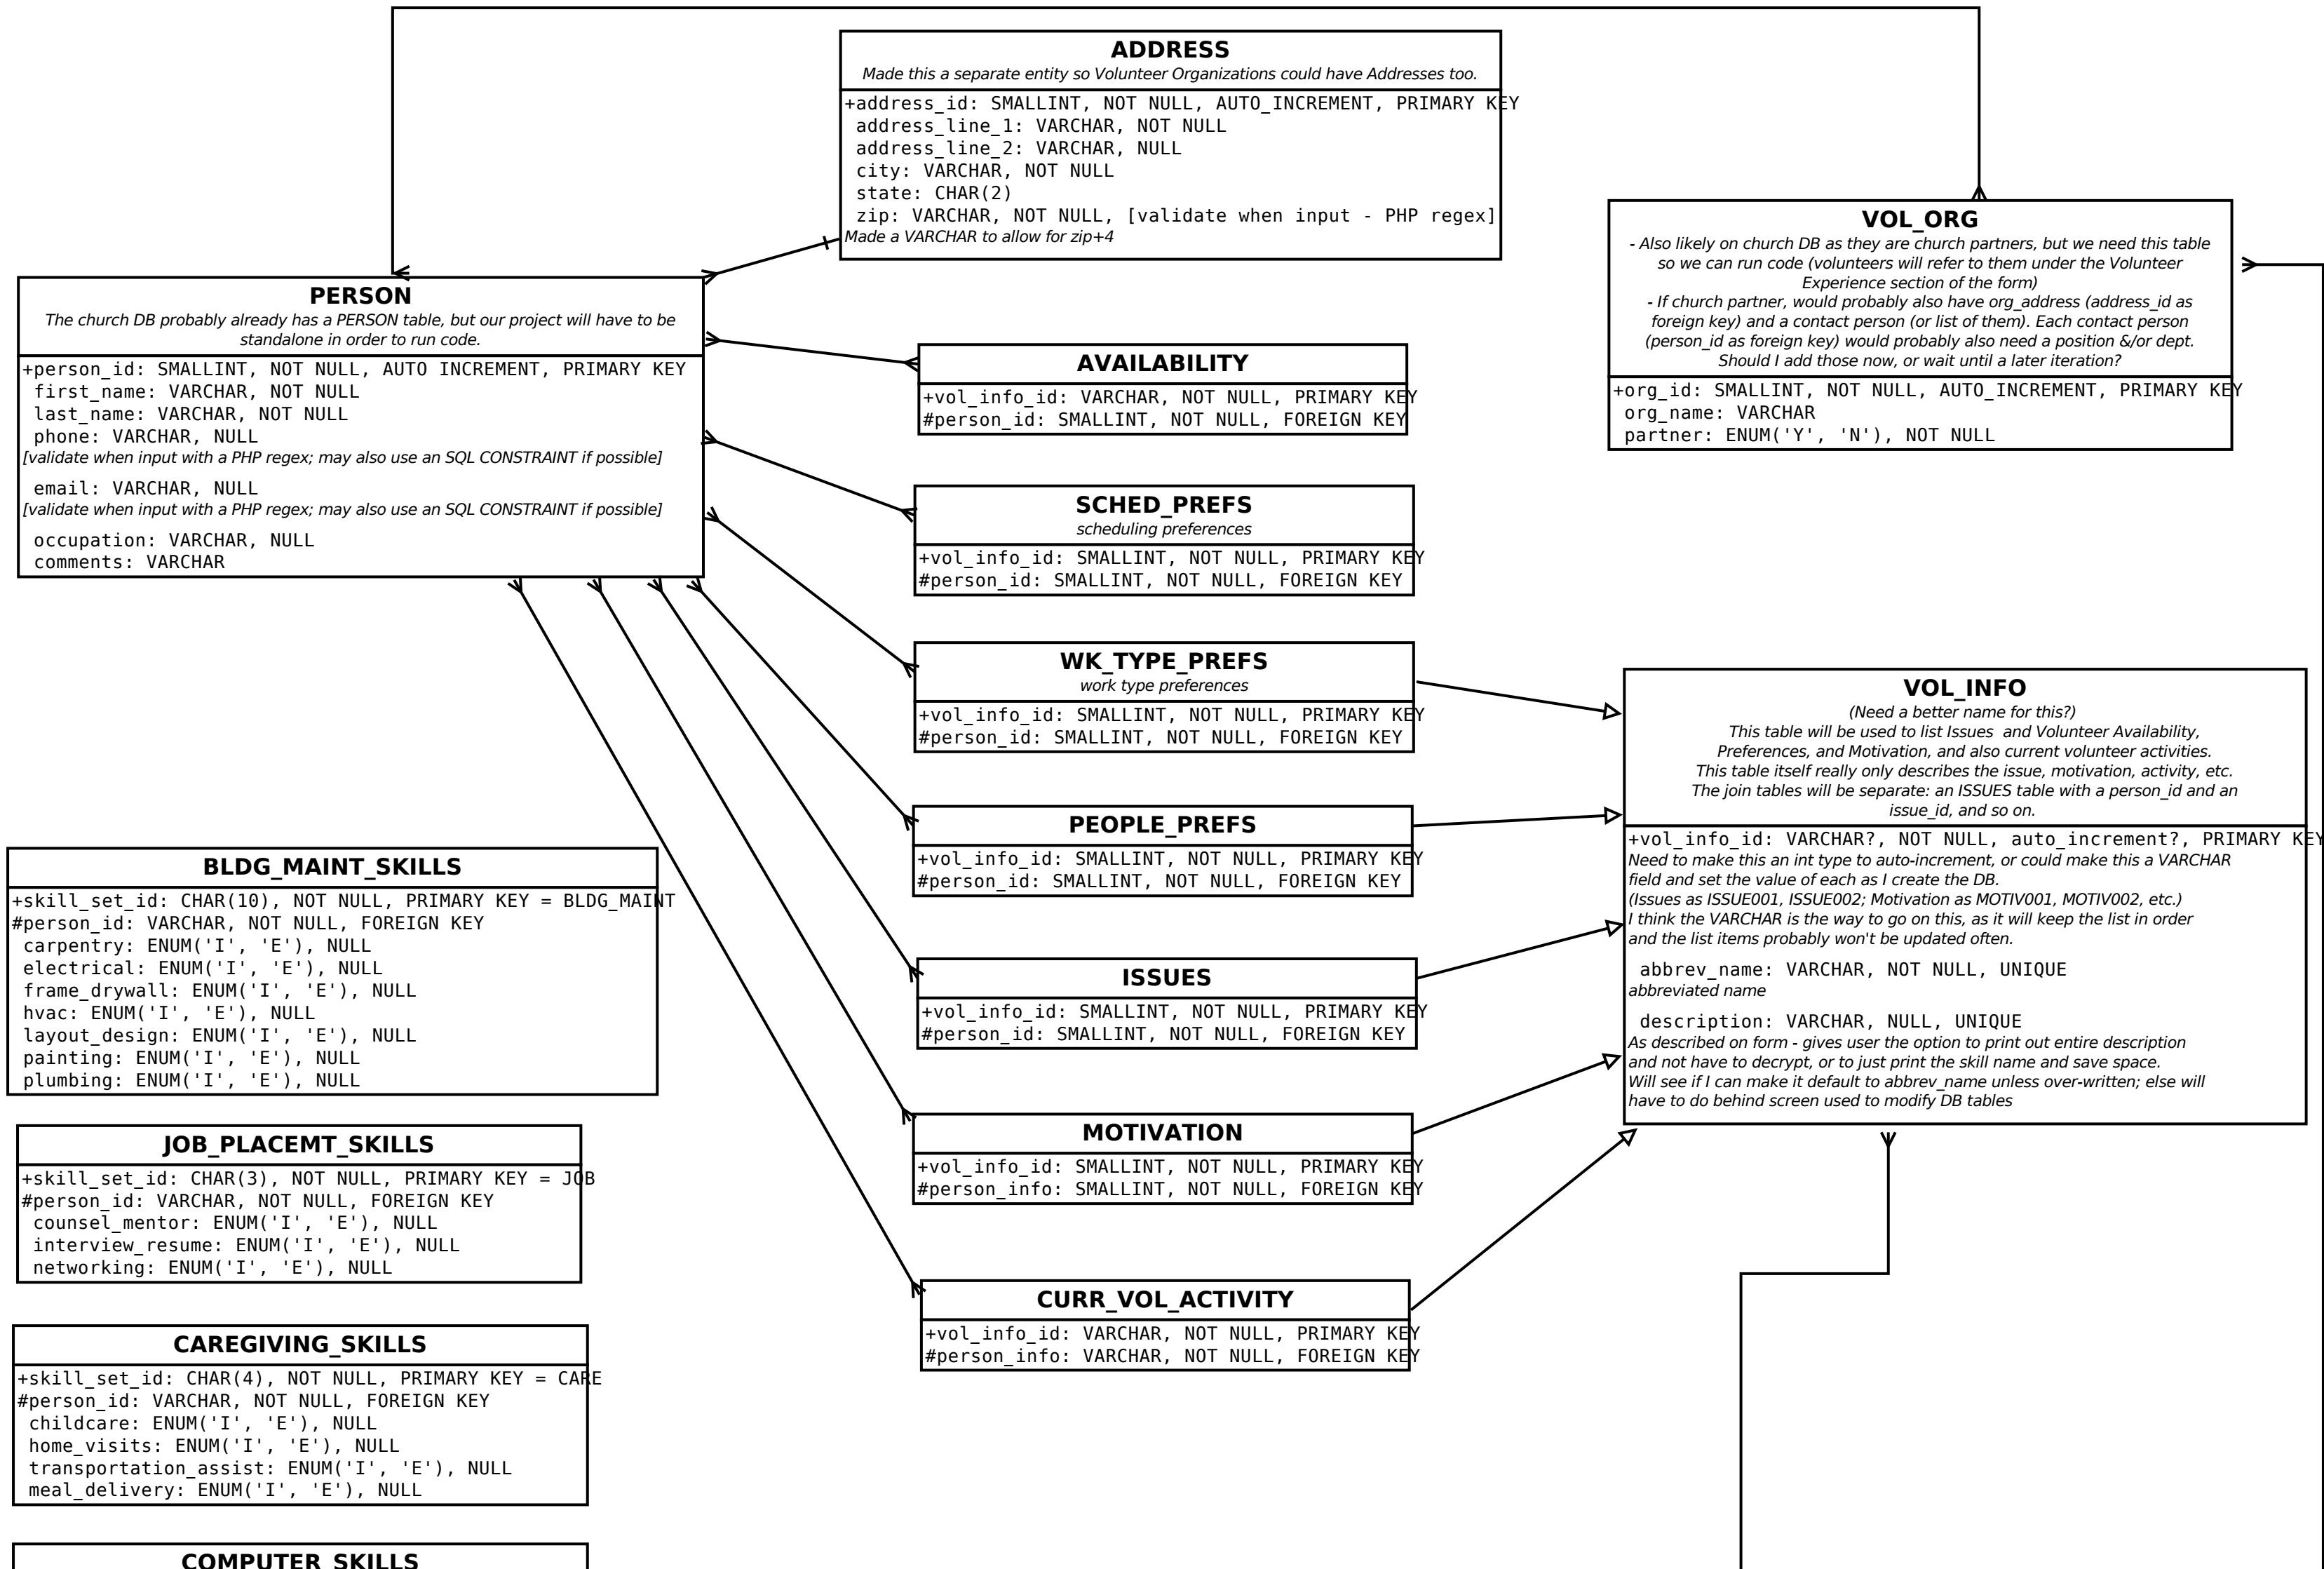 ADDRESS
Made this a separate entity so Volunteer Organizations could have Addresses too.
+address_id: SMALLINT, NOT NULL, AUTO_INCREMENT, PRIMARY KEY
address_line_1: VARCHAR, NOT NULL
address_line_2: VARCHAR, NULL
city: VARCHAR, NOT NULL
state: CHAR(2)
zip: VARCHAR, NOT NULL, [validate when input - PHP regex]
Made a VARCHAR to allow for zip+4
VOL_ORG
- Also likely on church DB as they are church partners, but we need this table
so we can run code (volunteers will refer to them under the Volunteer
Experience section of the form)
- If church partner, would probably also have org_address (address_id as
foreign key) and a contact person (or list of them). Each contact person
(person_id as foreign key) would probably also need a position &/or dept.
Should I add those now, or wait until a later iteration?
+org_id: SMALLINT, NOT NULL, AUTO_INCREMENT, PRIMARY KEY
org_name: VARCHAR
partner: ENUM('Y', 'N'), NOT NULL
PERSON
The church DB probably already has a PERSON table, but our project will have to be
standalone in order to run code.
+person_id: SMALLINT, NOT NULL, AUTO INCREMENT, PRIMARY KEY
first_name: VARCHAR, NOT NULL
last_name: VARCHAR, NOT NULL
phone: VARCHAR, NULL
[validate when input with a PHP regex; may also use an SQL CONSTRAINT if possible]
email: VARCHAR, NULL
[validate when input with a PHP regex; may also use an SQL CONSTRAINT if possible]
occupation: VARCHAR, NULL
comments: VARCHAR
AVAILABILITY
+vol_info_id: VARCHAR, NOT NULL, PRIMARY KEY
#person_id: SMALLINT, NOT NULL, FOREIGN KEY
SCHED_PREFS
scheduling preferences
+vol_info_id: SMALLINT, NOT NULL, PRIMARY KEY
#person_id: SMALLINT, NOT NULL, FOREIGN KEY
WK_TYPE_PREFS
work type preferences
+vol_info_id: SMALLINT, NOT NULL, PRIMARY KEY
#person_id: SMALLINT, NOT NULL, FOREIGN KEY
PEOPLE_PREFS
+vol_info_id: SMALLINT, NOT NULL, PRIMARY KEY
#person_id: SMALLINT, NOT NULL, FOREIGN KEY
ISSUES
+vol_info_id: SMALLINT, NOT NULL, PRIMARY KEY
#person_id: SMALLINT, NOT NULL, FOREIGN KEY
MOTIVATION
+vol_info_id: SMALLINT, NOT NULL, PRIMARY KEY
#person_info: SMALLINT, NOT NULL, FOREIGN KEY
CURR_VOL_ACTIVITY
+vol_info_id: VARCHAR, NOT NULL, PRIMARY KEY
#person_info: VARCHAR, NOT NULL, FOREIGN KEY
VOL_INFO
(Need a better name for this?)
This table will be used to list Issues  and Volunteer Availability,
Preferences, and Motivation, and also current volunteer activities.
This table itself really only describes the issue, motivation, activity, etc.
The join tables will be separate: an ISSUES table with a person_id and an
issue_id, and so on.
+vol_info_id: VARCHAR?, NOT NULL, auto_increment?, PRIMARY KEY
Need to make this an int type to auto-increment, or could make this a VARCHAR
field and set the value of each as I create the DB.
(Issues as ISSUE001, ISSUE002; Motivation as MOTIV001, MOTIV002, etc.)
I think the VARCHAR is the way to go on this, as it will keep the list in order
and the list items probably won't be updated often.
abbrev_name: VARCHAR, NOT NULL, UNIQUE
abbreviated name
description: VARCHAR, NULL, UNIQUE
As described on form - gives user the option to print out entire description
and not have to decrypt, or to just print the skill name and save space.
Will see if I can make it default to abbrev_name unless over-written; else will
have to do behind screen used to modify DB tables
BLDG_MAINT_SKILLS
+skill_set_id: CHAR(10), NOT NULL, PRIMARY KEY = BLDG_MAINT
#person_id: VARCHAR, NOT NULL, FOREIGN KEY
carpentry: ENUM('I', 'E'), NULL
electrical: ENUM('I', 'E'), NULL
frame_drywall: ENUM('I', 'E'), NULL
hvac: ENUM('I', 'E'), NULL
layout_design: ENUM('I', 'E'), NULL
painting: ENUM('I', 'E'), NULL
plumbing: ENUM('I', 'E'), NULL
JOB_PLACEMT_SKILLS
+skill_set_id: CHAR(3), NOT NULL, PRIMARY KEY = JOB
#person_id: VARCHAR, NOT NULL, FOREIGN KEY
counsel_mentor: ENUM('I', 'E'), NULL
interview_resume: ENUM('I', 'E'), NULL
networking: ENUM('I', 'E'), NULL
CAREGIVING_SKILLS
+skill_set_id: CHAR(4), NOT NULL, PRIMARY KEY = CARE
#person_id: VARCHAR, NOT NULL, FOREIGN KEY
childcare: ENUM('I', 'E'), NULL
home_visits: ENUM('I', 'E'), NULL
transportation_assist: ENUM('I', 'E'), NULL
meal_delivery: ENUM('I', 'E'), NULL
COMPUTER_SKILLS